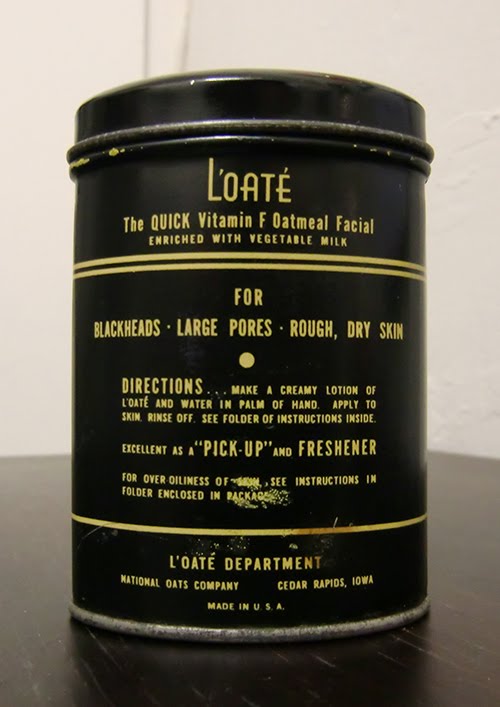 L'OATÉ
The QUICK Vitamin F Oatmeal Facial
ENRICHED WITH VEGETABLE MILK
FOR
BLACKHEADS · LARGE PORES · ROUGH, DRY SKIN
DIRECTIONS... MAKE A CREAMY LOTION OF
L'OATÉ AND WATER IN PALM OF HAND. APPLY TO
SKIN. RINSE OFF. SEE FOLDER OF INSTRUCTIONS INSIDE.
EXCELLENT AS A "PICK-UP" AND FRESHENER
FOR OVER-OILINESS OF SKIN, SEE INSTRUCTIONS IN
FOLDER ENCLOSED IN PACKAGE
L'OATÉ DEPARTMENT
NATIONAL OATS COMPANY CEDAR RAPIDS, IOWA
MADE IN U. S. A.